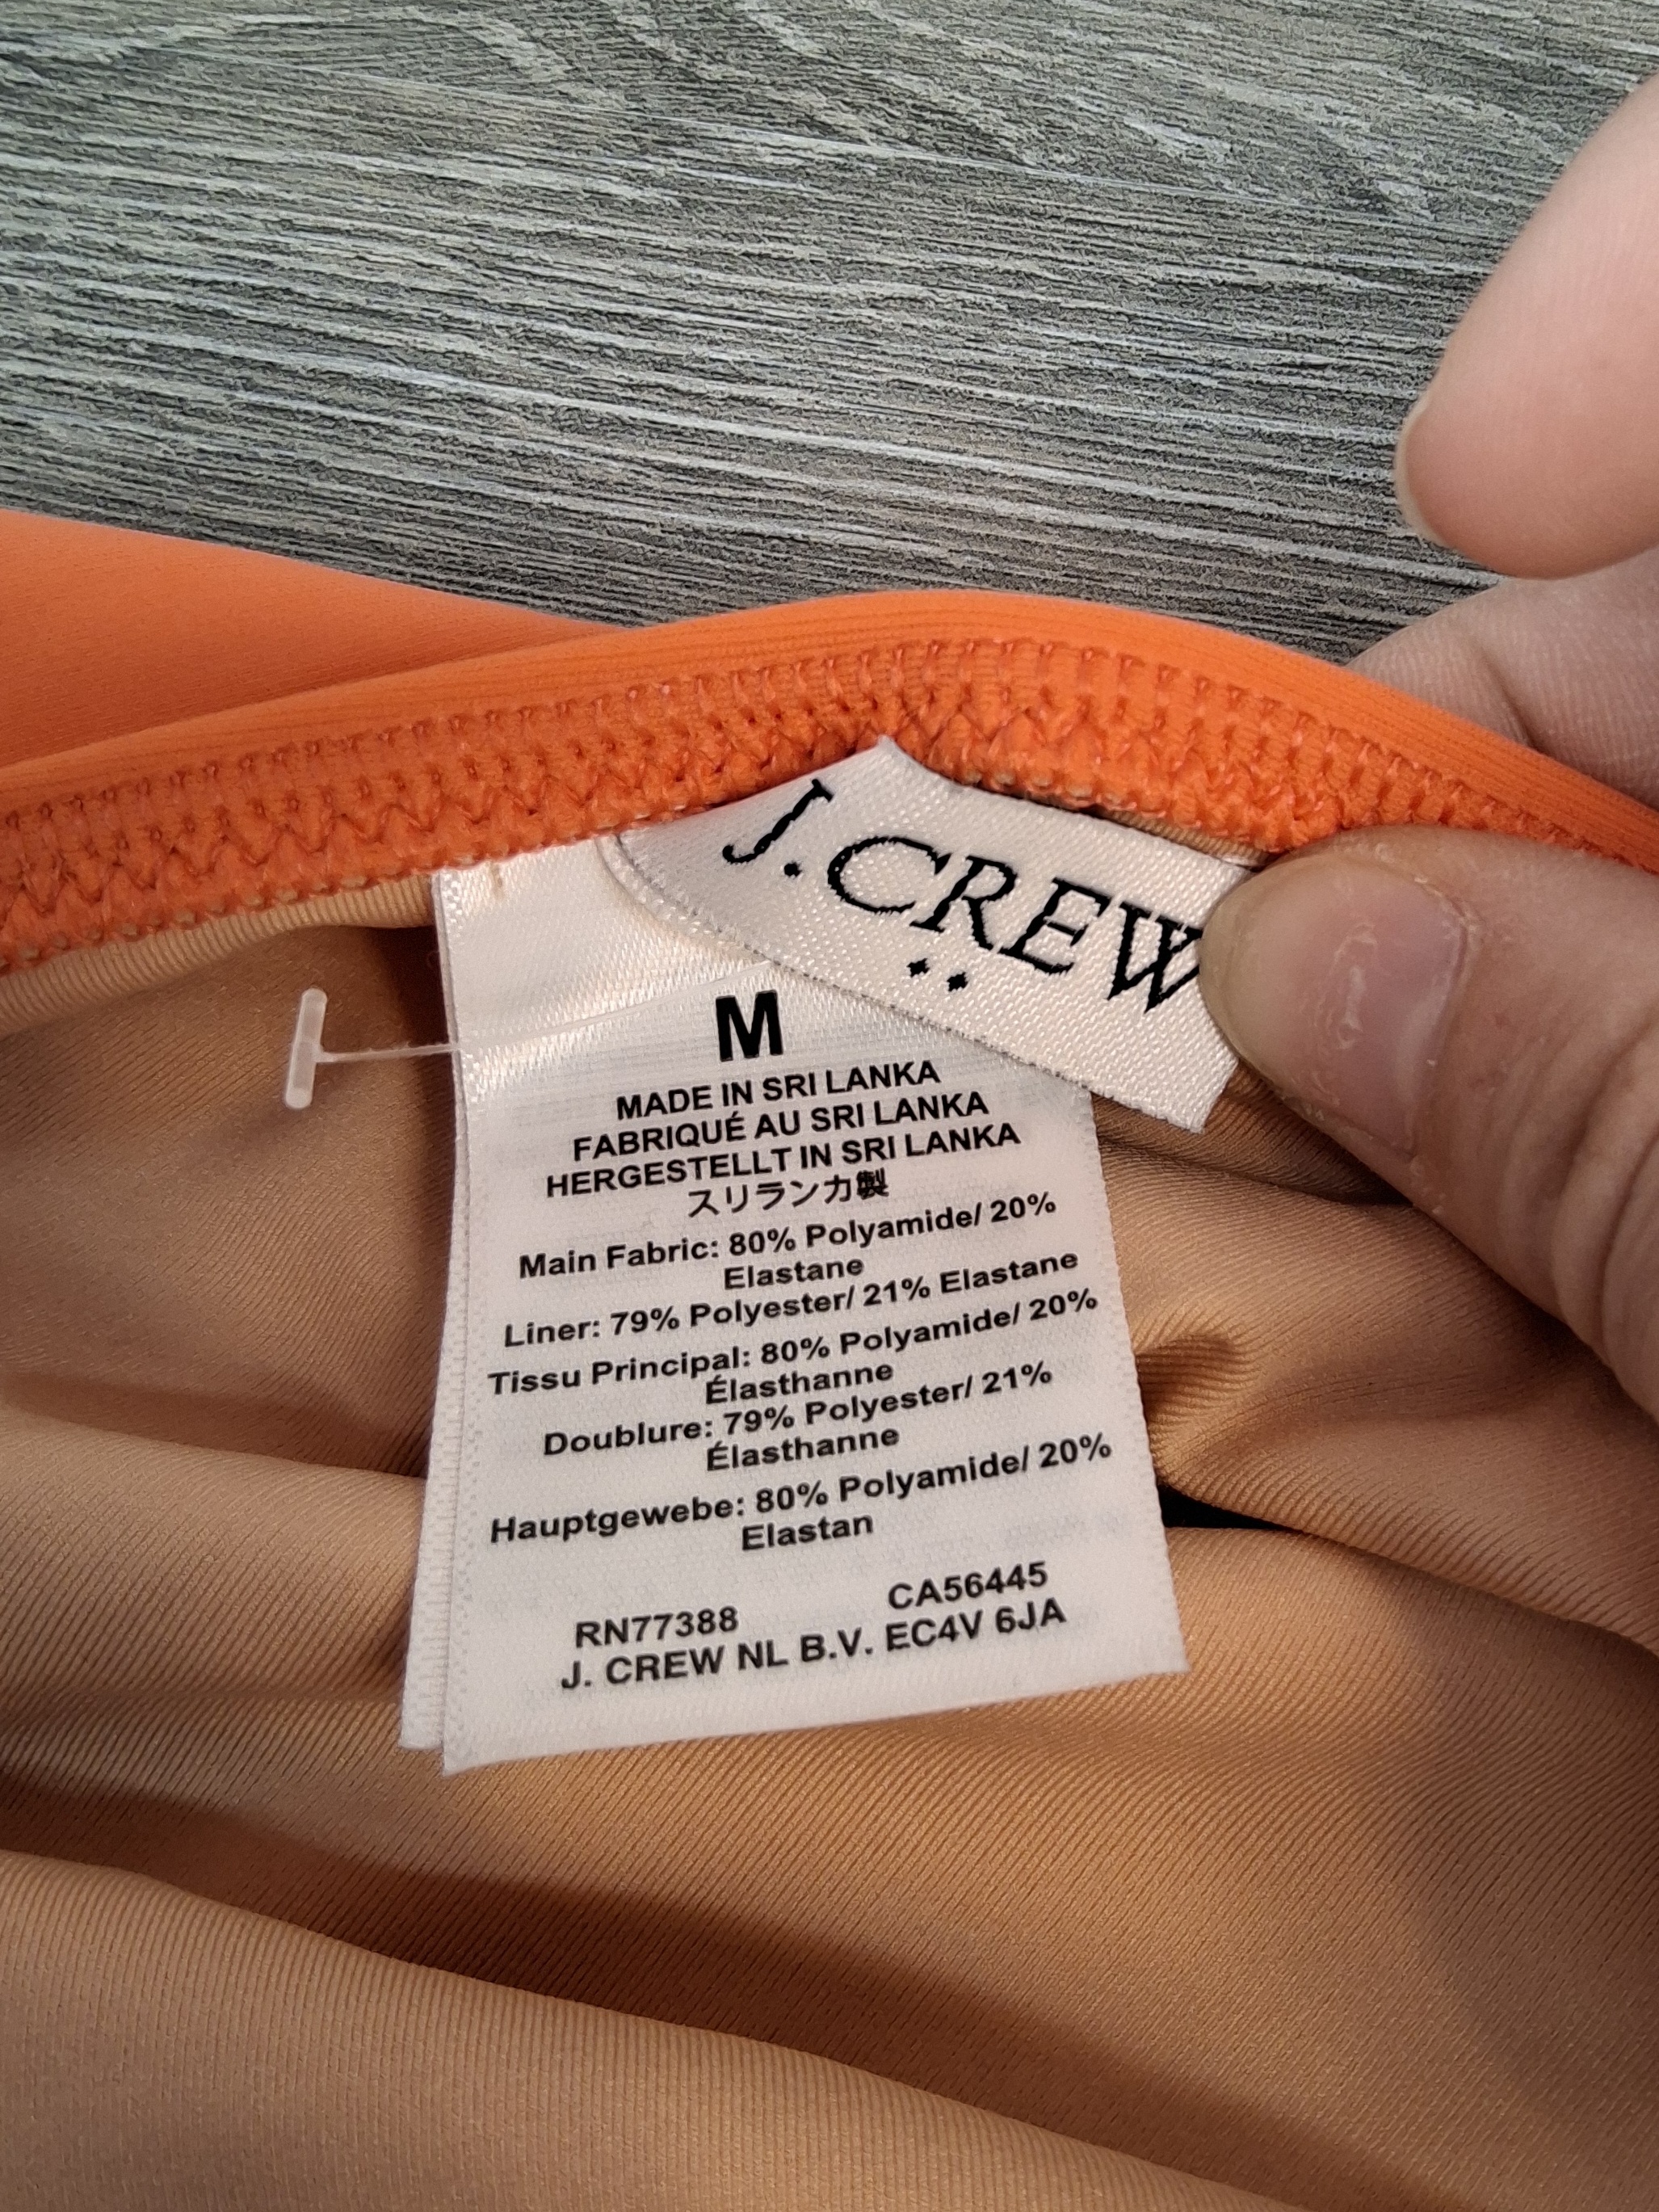 J.CREW
M
MADE IN SRI LANKA
FABRIQUÉ AU SRI LANKA
HERGESTELLT IN SRI LANKA
スリランカ製
Main Fabric: 80% Polyamide/ 20%
Elastane
Liner: 79% Polyester/ 21% Elastane
Tissu Principal: 80% Polyamide/ 20%
Élasthanne
Doublure: 79% Polyester/ 21%
Élasthanne
Hauptgewebe: 80% Polyamide/ 20%
Elastan
RN77388 CA56445
J. CREW NL B.V. EC4V 6JA